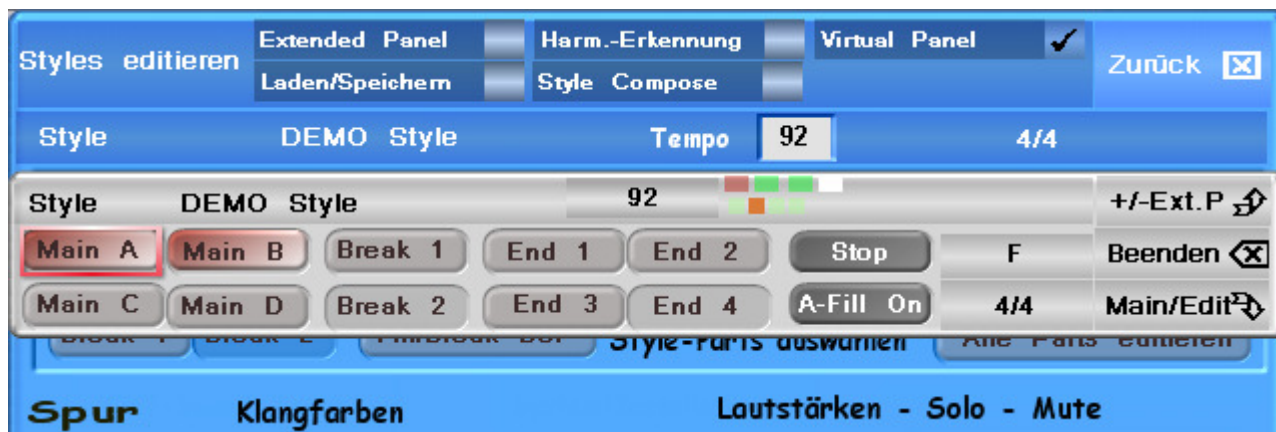 Styles editieren
Extended Panel
Harm.-Erkennung
Virtual Panel
Laden/Speichern
Style Compose
Zurück
Style DEMO Style Tempo 92 4/4
Style DEMO Style 92 +/-Ext.P
Main A Main B Break 1 End 1 End 2 Stop F Beenden
Main C Main D Break 2 End 3 End 4 A-Fill On 4/4 Main/Edit
Style-Parts auswählen Alle Parts editieren
Spur Klangfarben Lautstärken - Solo - Mute